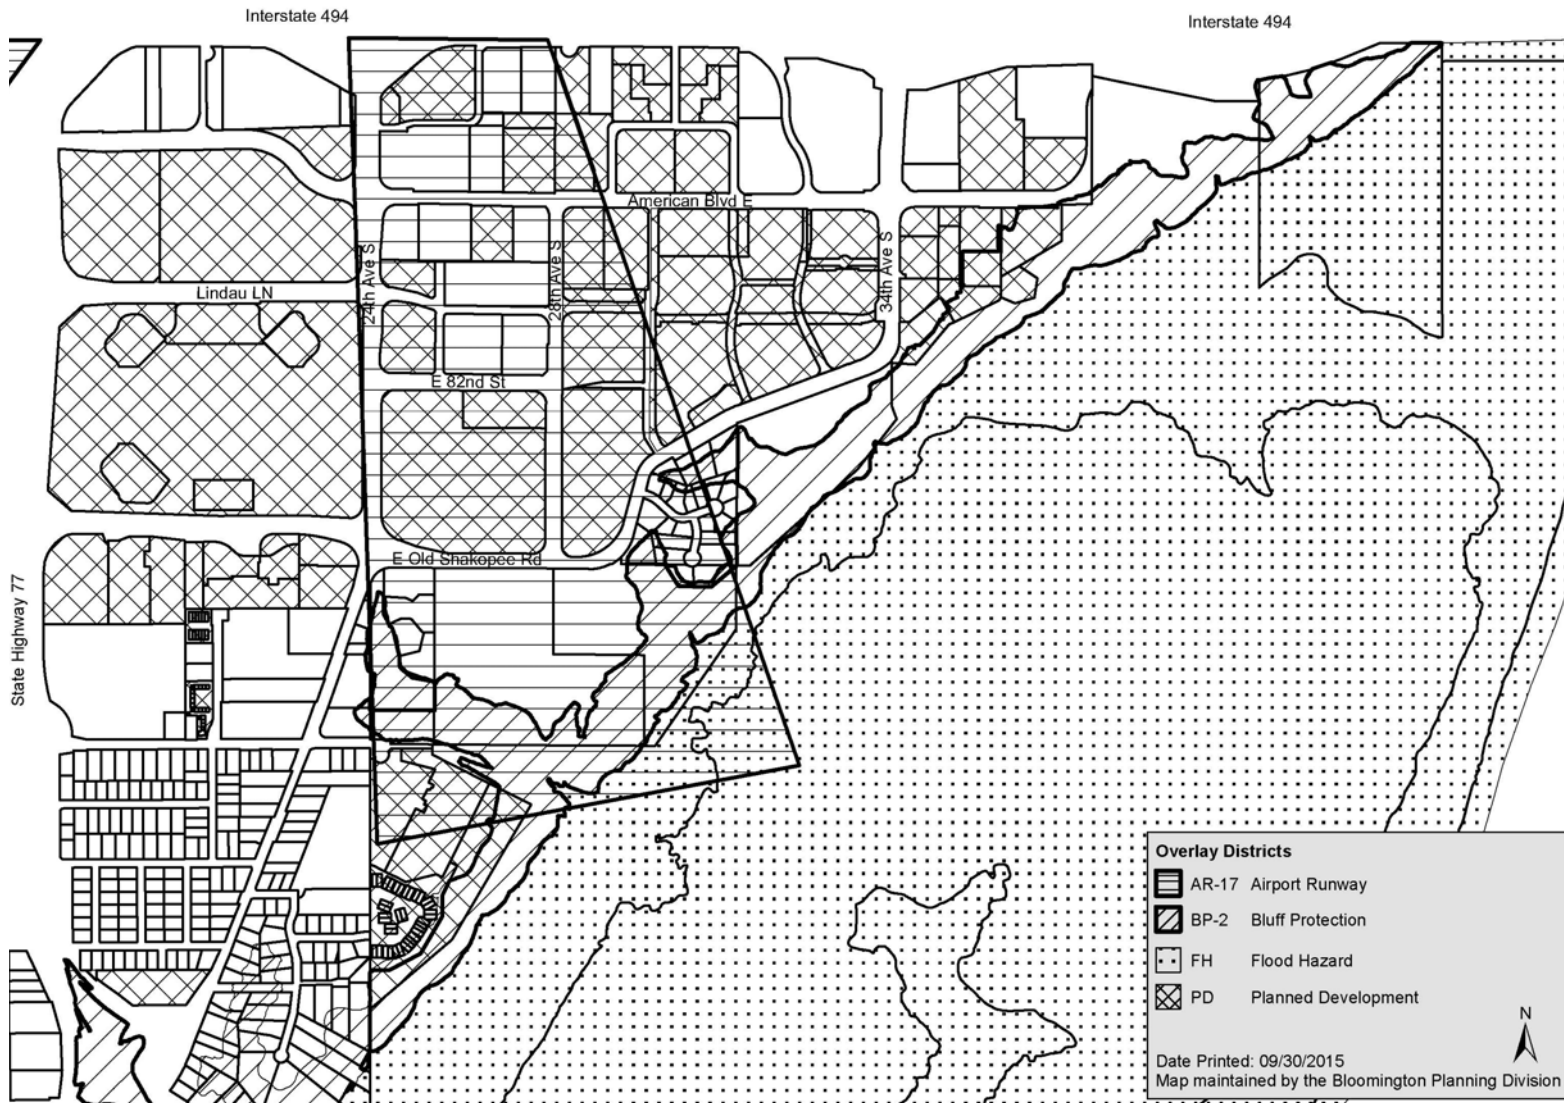 Interstate 494
Interstate 494
American Blvd E
24th Ave S
28th Ave S
34th Ave S
Lindau LN
E 82nd St
E Old Shakopee Rd
State Highway 77
Overlay Districts
AR-17 Airport Runway
BP-2 Bluff Protection
FH Flood Hazard
PD Planned Development
N
Date Printed: 09/30/2015
Map maintained by the Bloomington Planning Division